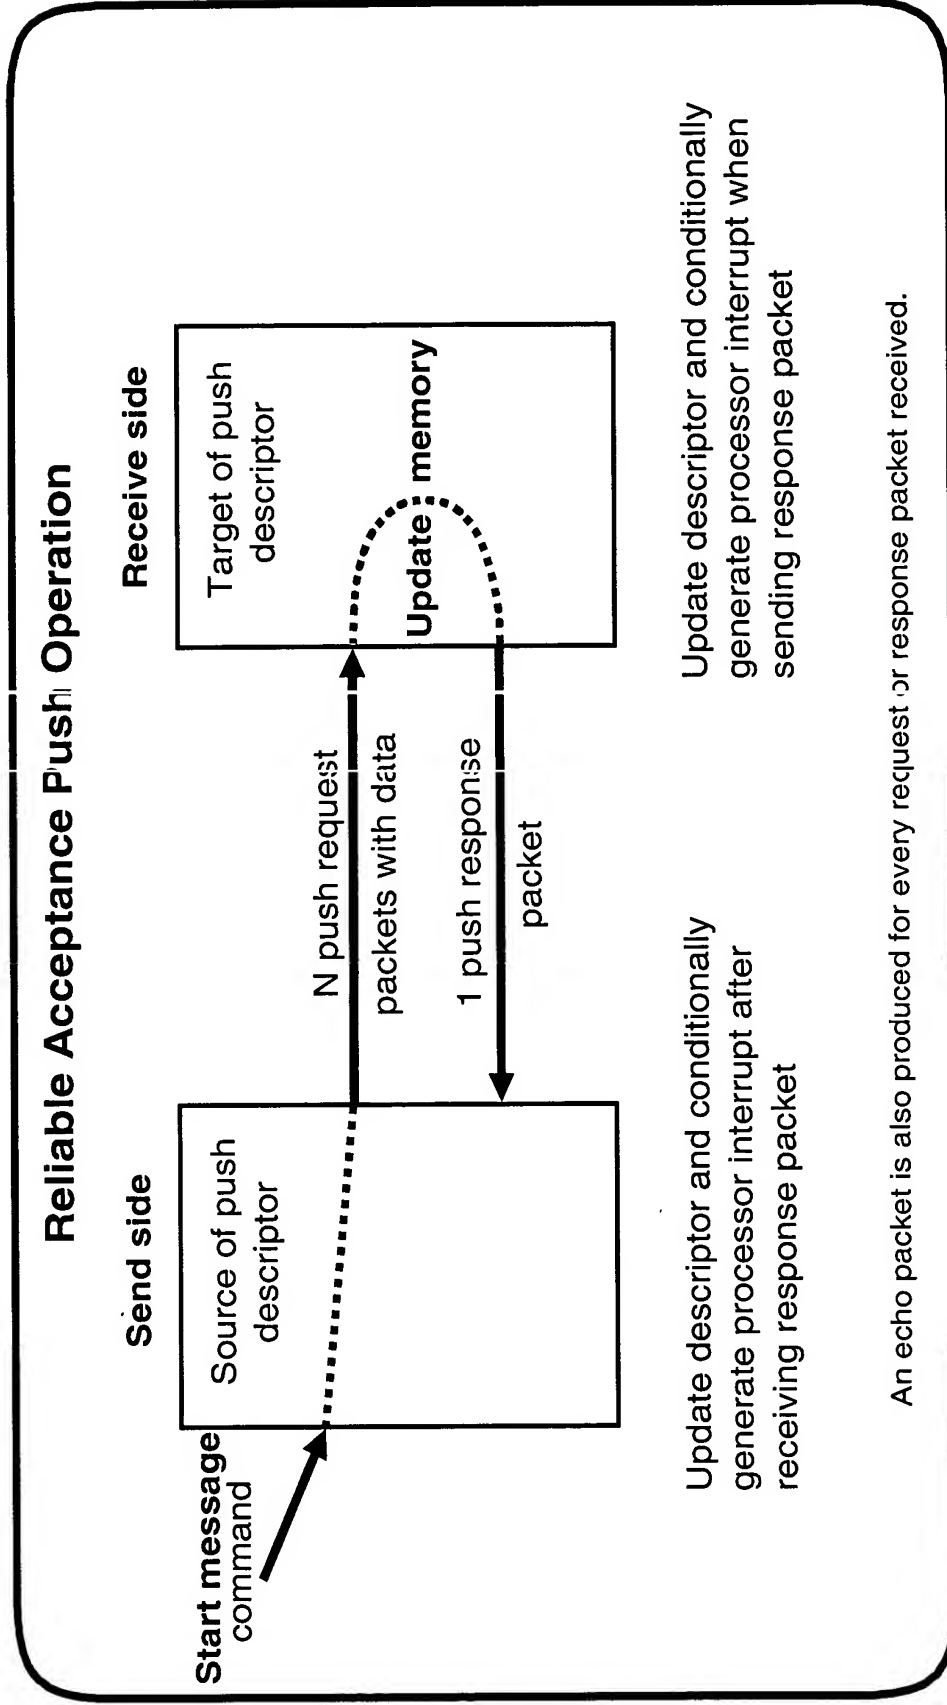 Reliable Acceptance Push Operation
Send side
Receive side
Start message
command
Source of push
descriptor
N push request
packets with data
1 push response
packet
Target of push
descriptor
Update memory
Update descriptor and conditionally
generate processor interrupt after
receiving response packet
Update descriptor and conditionally
generate processor interrupt when
sending response packet
An echo packet is also produced for every request or response packet received.